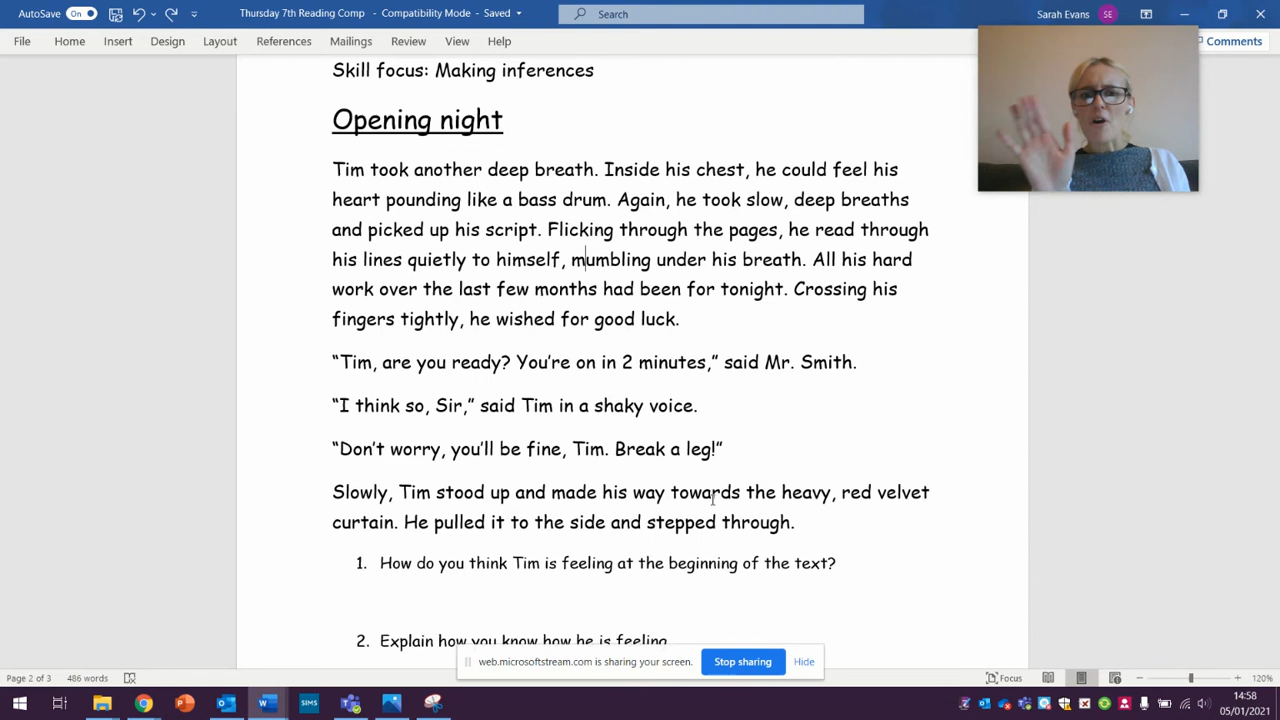 AutoSave On
Thursday 7th Reading Comp - Compatibility Mode - Saved
Search
Sarah Evans SE
File Home Insert Design Layout References Mailings Review View Help Comments
Skill focus: Making inferences
Opening night
Tim took another deep breath. Inside his chest, he could feel his
heart pounding like a bass drum. Again, he took slow, deep breaths
and picked up his script. Flicking through the pages, he read through
his lines quietly to himself, mumbling under his breath. All his hard
work over the last few months had been for tonight. Crossing his
fingers tightly, he wished for good luck.
“Tim, are you ready? You’re on in 2 minutes,” said Mr. Smith.
“I think so, Sir,” said Tim in a shaky voice.
“Don’t worry, you’ll be fine, Tim. Break a leg!”
Slowly, Tim stood up and made his way towards the heavy, red velvet
curtain. He pulled it to the side and stepped through.
1. How do you think Tim is feeling at the beginning of the text?
2. Explain how you know how he is feeling
web.microsoftstream.com is sharing your screen. Stop sharing Hide
Page 2 of 3 486 words Focus 120%
SIMS
14:58
05/01/2021